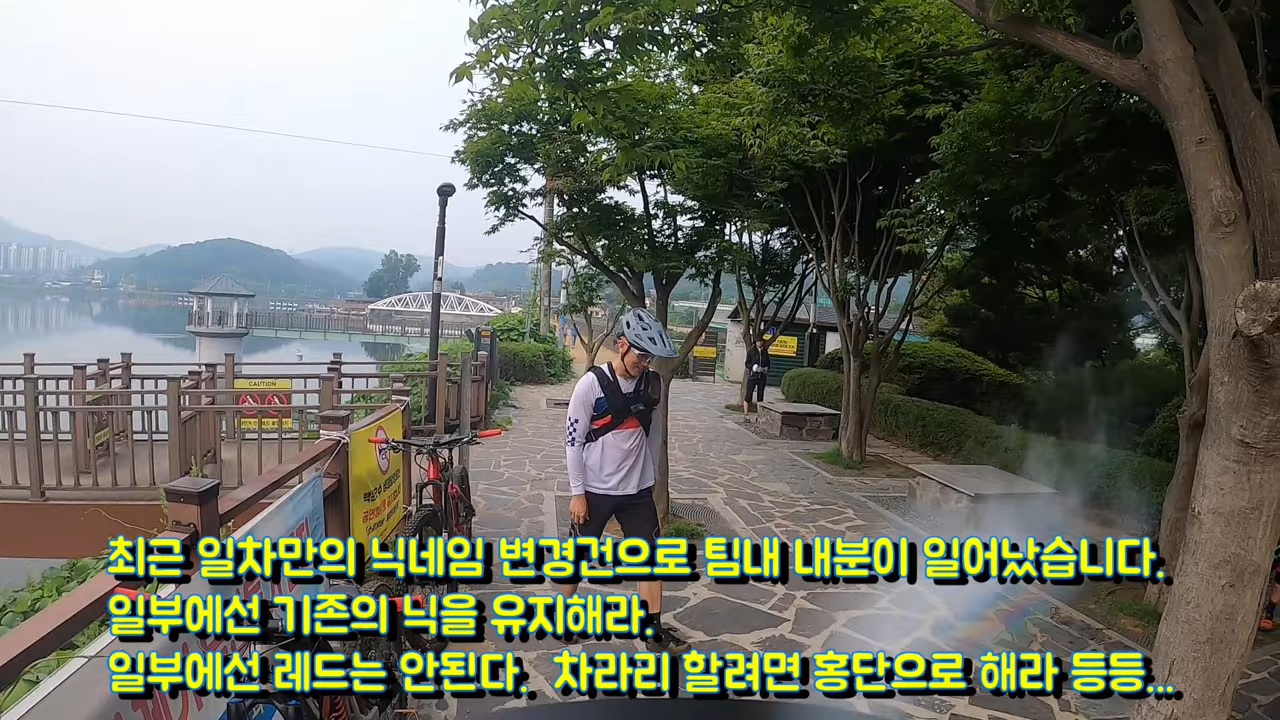 CAUTION
최근 일차만의 닉네임 변경건으로 팀내 내분이 일어났습니다.
일부에선 기존의 닉을 유지해라.
일부에선 레드는 안된다. 차라리 할려면 홍단으로 해라 등등...